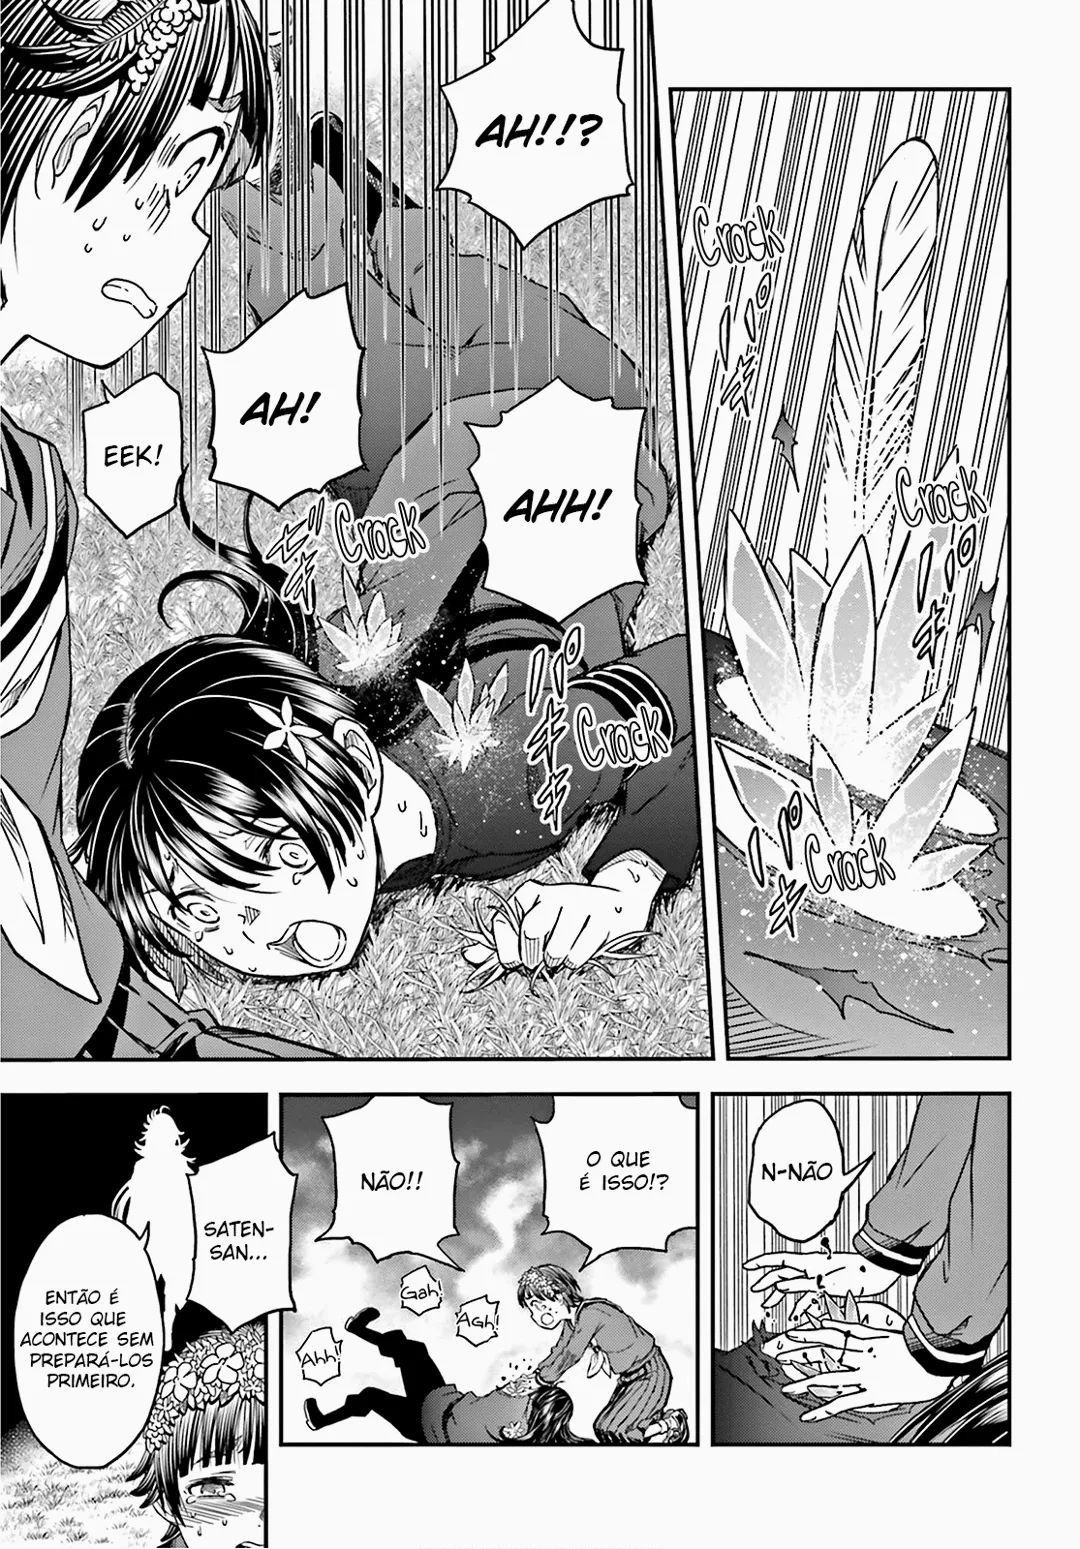 Crack
パキ
パキ
Crack
パキ
Crack
AH!!?
AH!
EEK!
AHH!
ピキ
Crack
パキ
Crack
N-NÃO
O QUE
É ISSO!?
NÃO!!
Gah!
Agh!
Ahh!
SATEN-
SAN...
ENTÃO É
ISSO QUE
ACONTECE SEM
PREPARÁ-LOS
PRIMEIRO.